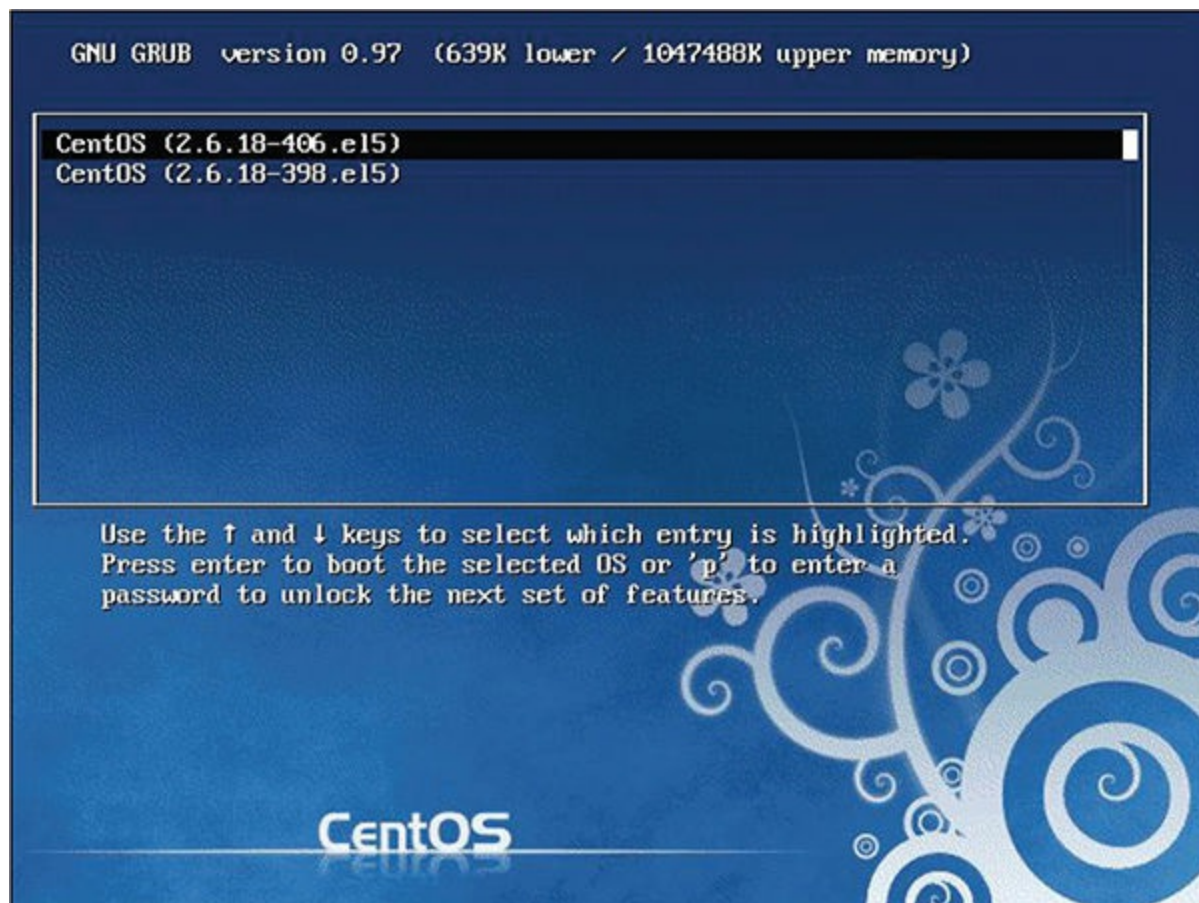 GNU GRUB version 0.97 (639K lower / 1047488K upper memory)
CentOS (2.6.18-406.el5)
CentOS (2.6.18-398.el5)
Use the ↑ and ↓ keys to select which entry is highlighted.
Press enter to boot the selected OS or 'p' to enter a
password to unlock the next set of features.
CentOS